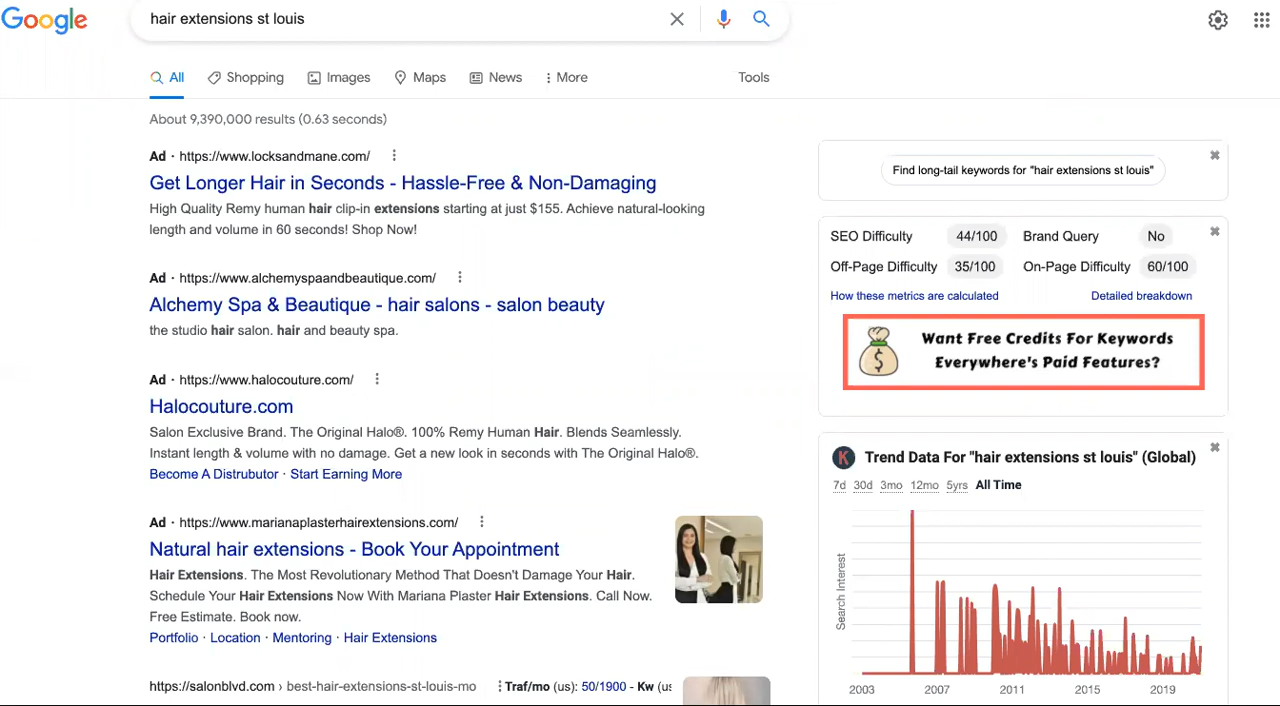 Google
hair extensions st louis
All Shopping Images Maps News More Tools
About 9,390,000 results (0.63 seconds)
Ad · https://www.locksandmane.com/
Get Longer Hair in Seconds - Hassle-Free & Non-Damaging
High Quality Remy human hair clip-in extensions starting at just $155. Achieve natural-looking
length and volume in 60 seconds! Shop Now!
Ad · https://www.alchemyspaandbeautique.com/
Alchemy Spa & Beautique - hair salons - salon beauty
the studio hair salon. hair and beauty spa.
Ad · https://www.halocouture.com/
Halocouture.com
Salon Exclusive Brand. The Original Halo®. 100% Remy Human Hair. Blends Seamlessly.
Instant length & volume with no damage. Get a new look in seconds with The Original Halo®.
Become A Distrubutor · Start Earning More
Ad · https://www.marianaplasterhairextensions.com/
Natural hair extensions - Book Your Appointment
Hair Extensions. The Most Revolutionary Method That Doesn't Damage Your Hair.
Schedule Your Hair Extensions Now With Mariana Plaster Hair Extensions. Call Now.
Free Estimate. Book now.
Portfolio · Location · Mentoring · Hair Extensions
https://salonblvd.com › best-hair-extensions-st-louis-mo Traf/mo (us): 50/1900 - Kw (us
Find long-tail keywords for "hair extensions st louis"
SEO Difficulty 44/100 Brand Query No
Off-Page Difficulty 35/100 On-Page Difficulty 60/100
How these metrics are calculated Detailed breakdown
$
Want Free Credits For Keywords
Everywhere's Paid Features?
K
Trend Data For "hair extensions st louis" (Global)
7d 30d 3mo 12mo 5yrs All Time
Search Interest
2003 2007 2011 2015 2019